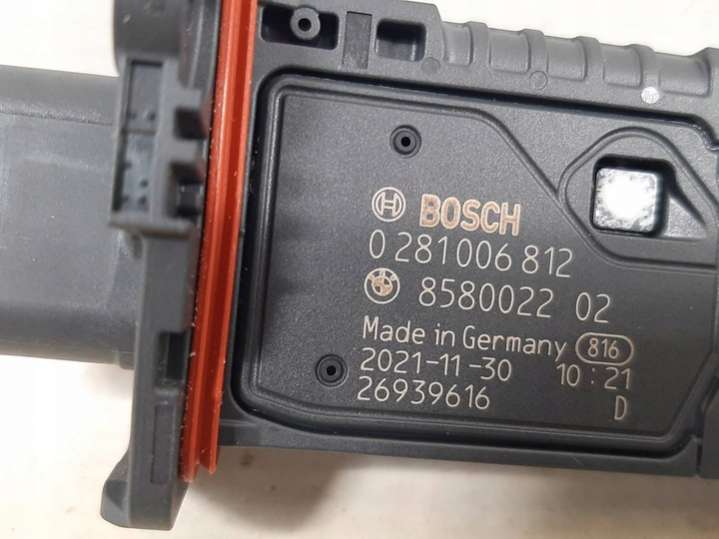 BOSCH
0 281 006 812
8580022 02
Made in Germany 816
2021-11-30 10:21
26939616 D